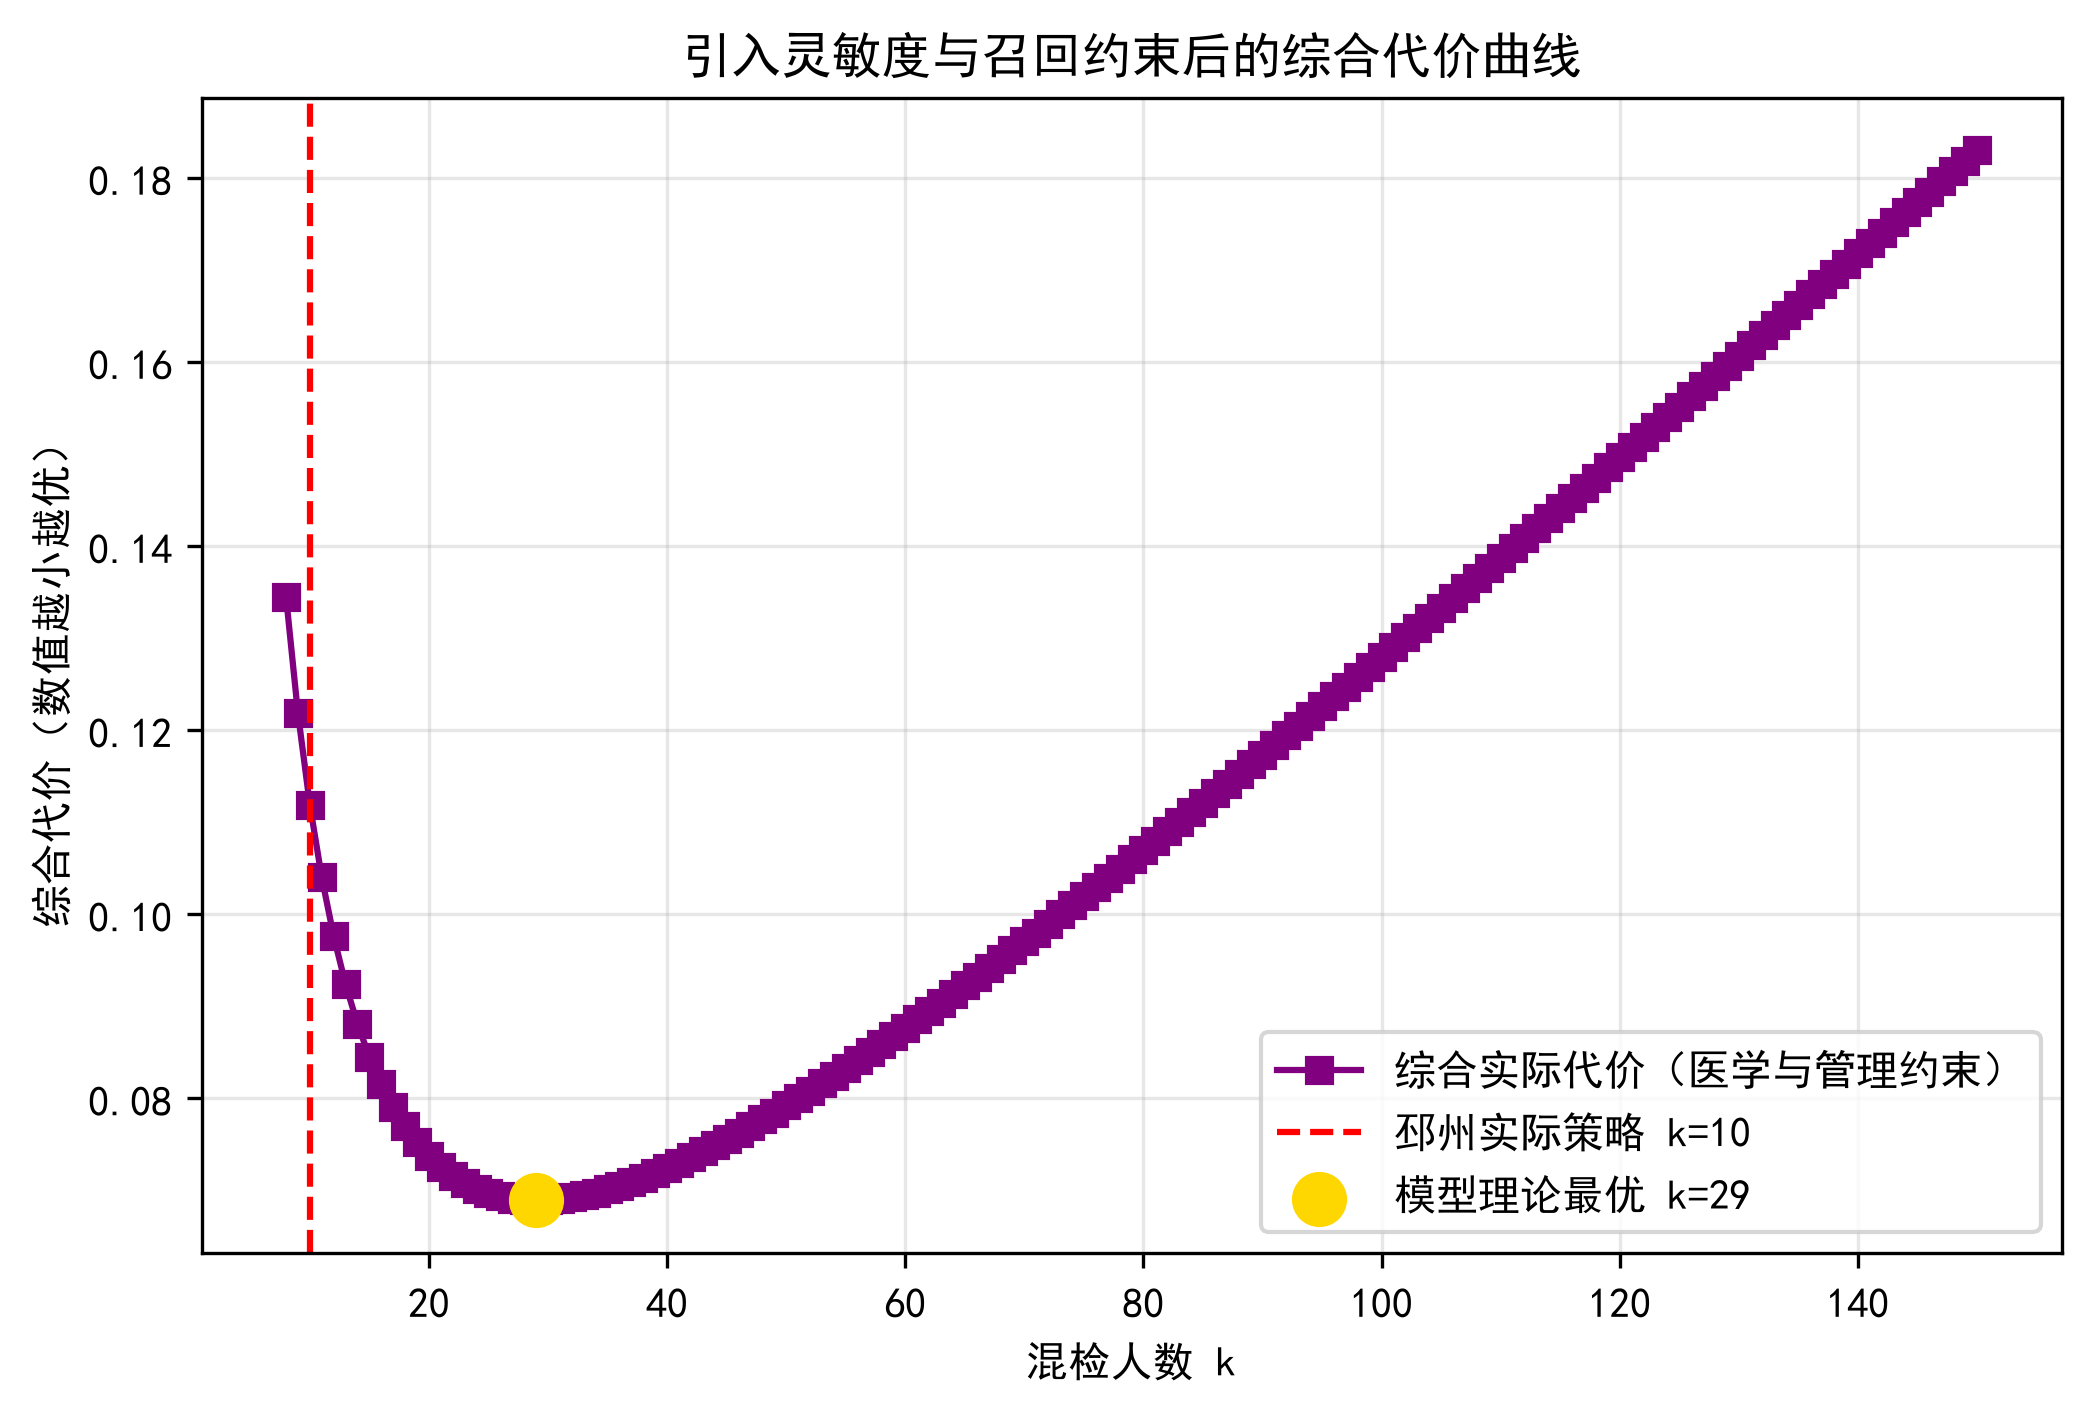 引入灵敏度与召回约束后的综合代价曲线
综合代价（数值越小越优）
0.18
0.16
0.14
0.12
0.10
0.08
综合实际代价（医学与管理约束）
邳州实际策略 k=10
模型理论最优 k=29
20 40 60 80 100 120 140
混检人数 k